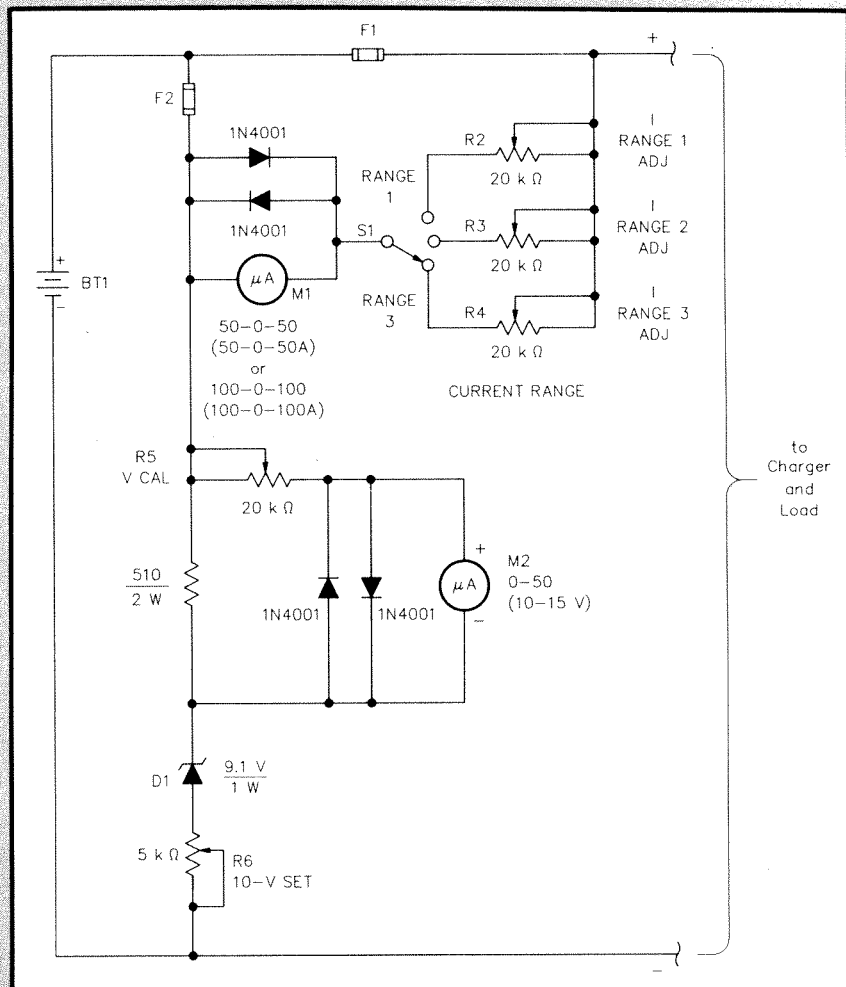 F1
+
F2
1N4001
1N4001
RANGE
1
S1
R2
20 k Ω
R3
20 k Ω
R4
20 k Ω
RANGE
3
I
RANGE 1
ADJ
I
RANGE 2
ADJ
I
RANGE 3
ADJ
CURRENT RANGE
+
BT1
−
μA
M1
50-0-50
(50-0-50A)
or
100-0-100
(100-0-100A)
to
Charger
and
Load
R5
V CAL
20 k Ω
510
2 W
1N4001
1N4001
+
μA
−
M2
0-50
(10-15 V)
D1
9.1 V
1 W
5 k Ω
R6
10-V SET
−